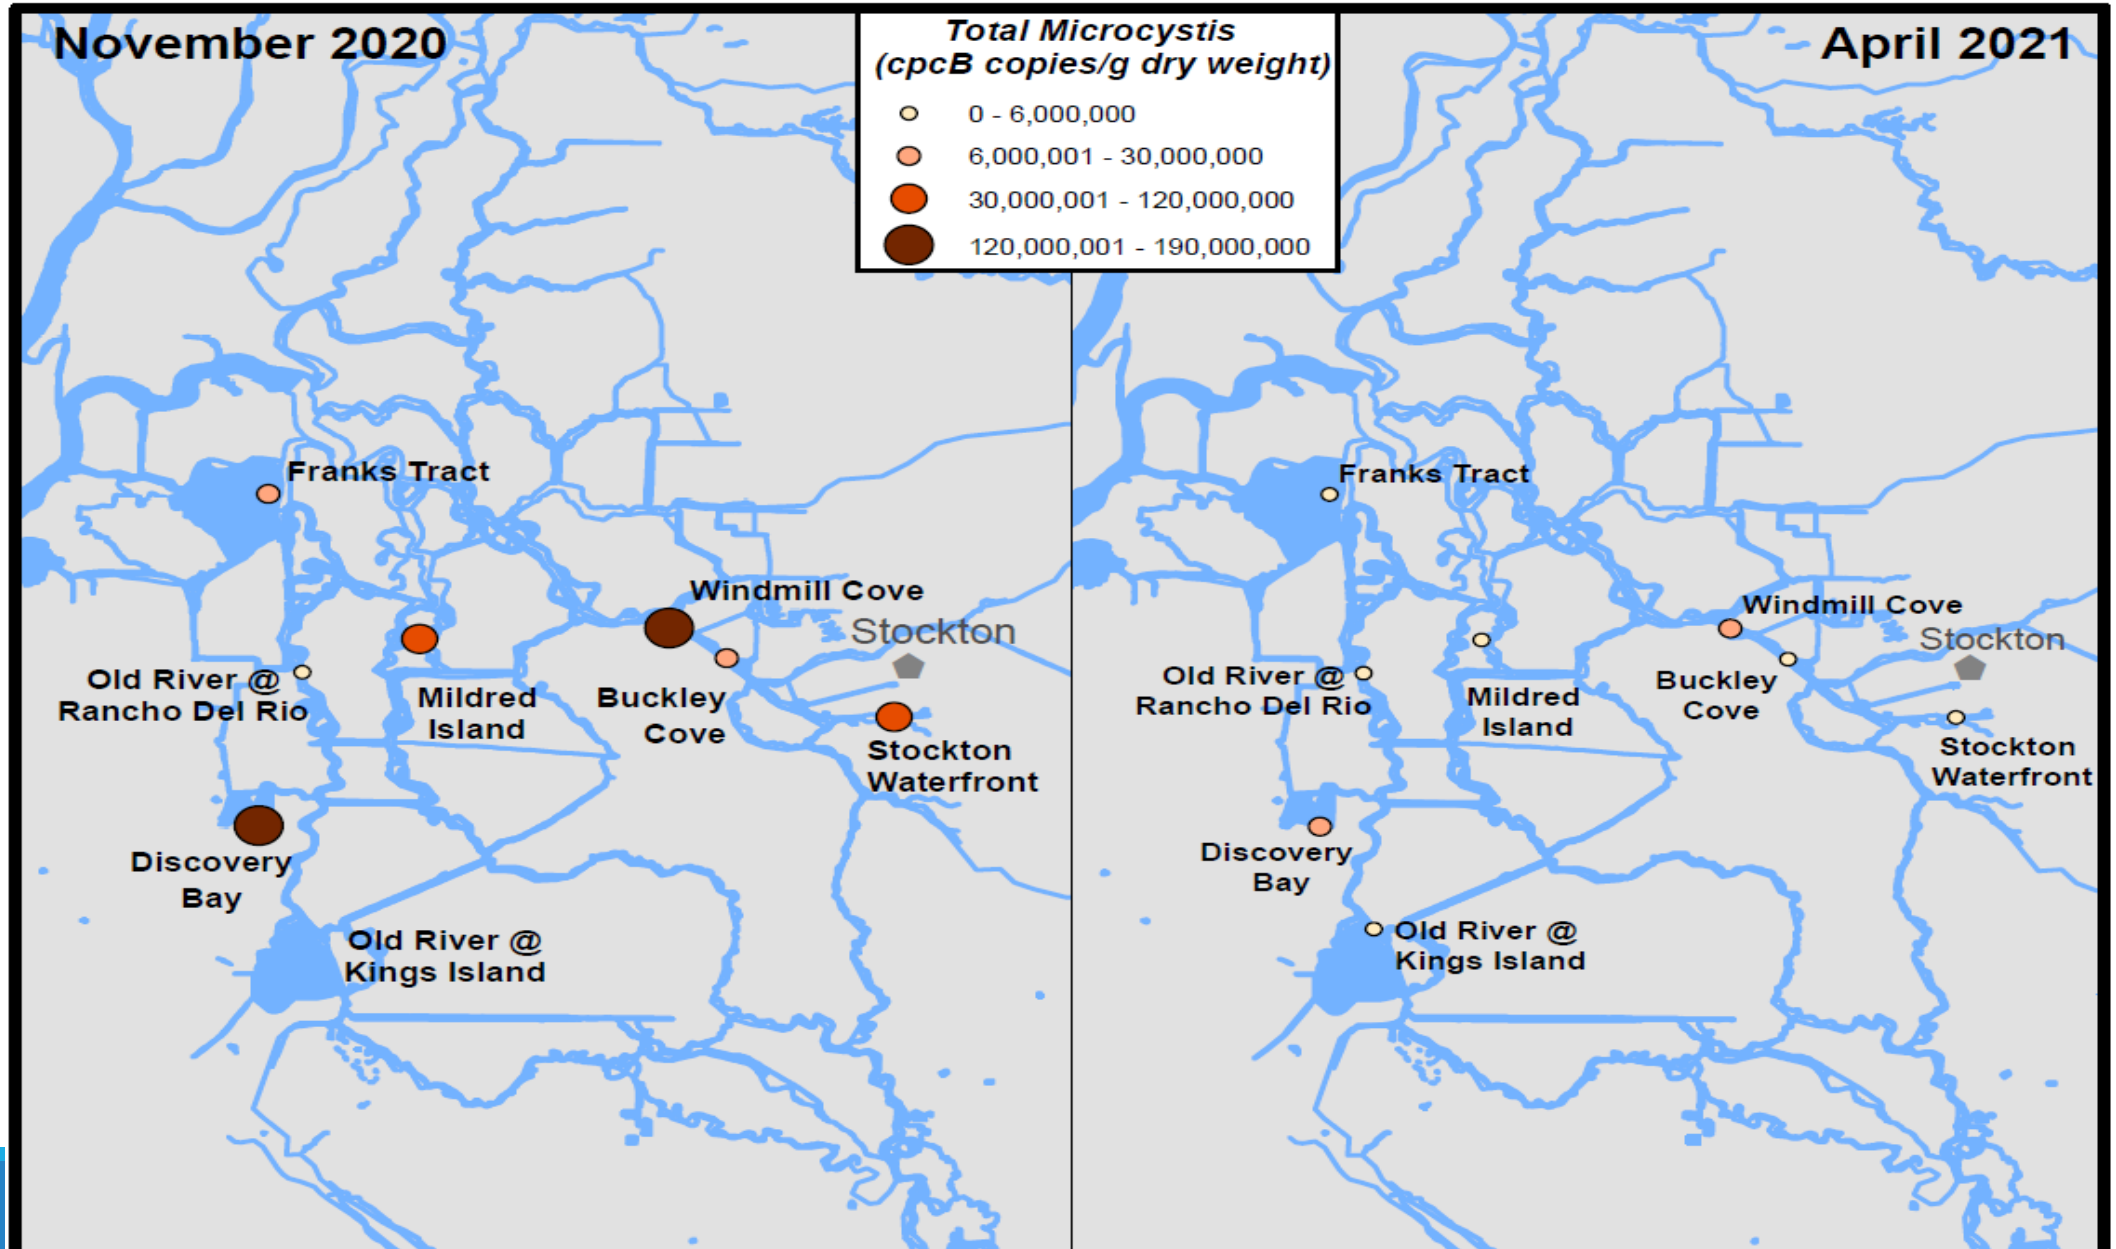 November 2020
Total Microcystis
(cpcB copies/g dry weight)
0 - 6,000,000
6,000,001 - 30,000,000
30,000,001 - 120,000,000
120,000,001 - 190,000,000
April 2021
Franks Tract
Windmill Cove
Stockton
Old River @
Rancho Del Rio
Mildred
Island
Buckley
Cove
Stockton
Waterfront
Discovery
Bay
Old River @
Kings Island
Franks Tract
Windmill Cove
Stockton
Old River @
Rancho Del Rio
Mildred
Island
Buckley
Cove
Stockton
Waterfront
Discovery
Bay
Old River @
Kings Island